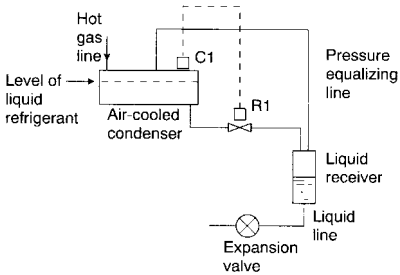 Hot
gas
line
C1
Pressure
equalizing
line
Level of
liquid
refrigerant
R1
Air-cooled
condenser
Liquid
receiver
Liquid
line
Expansion
valve